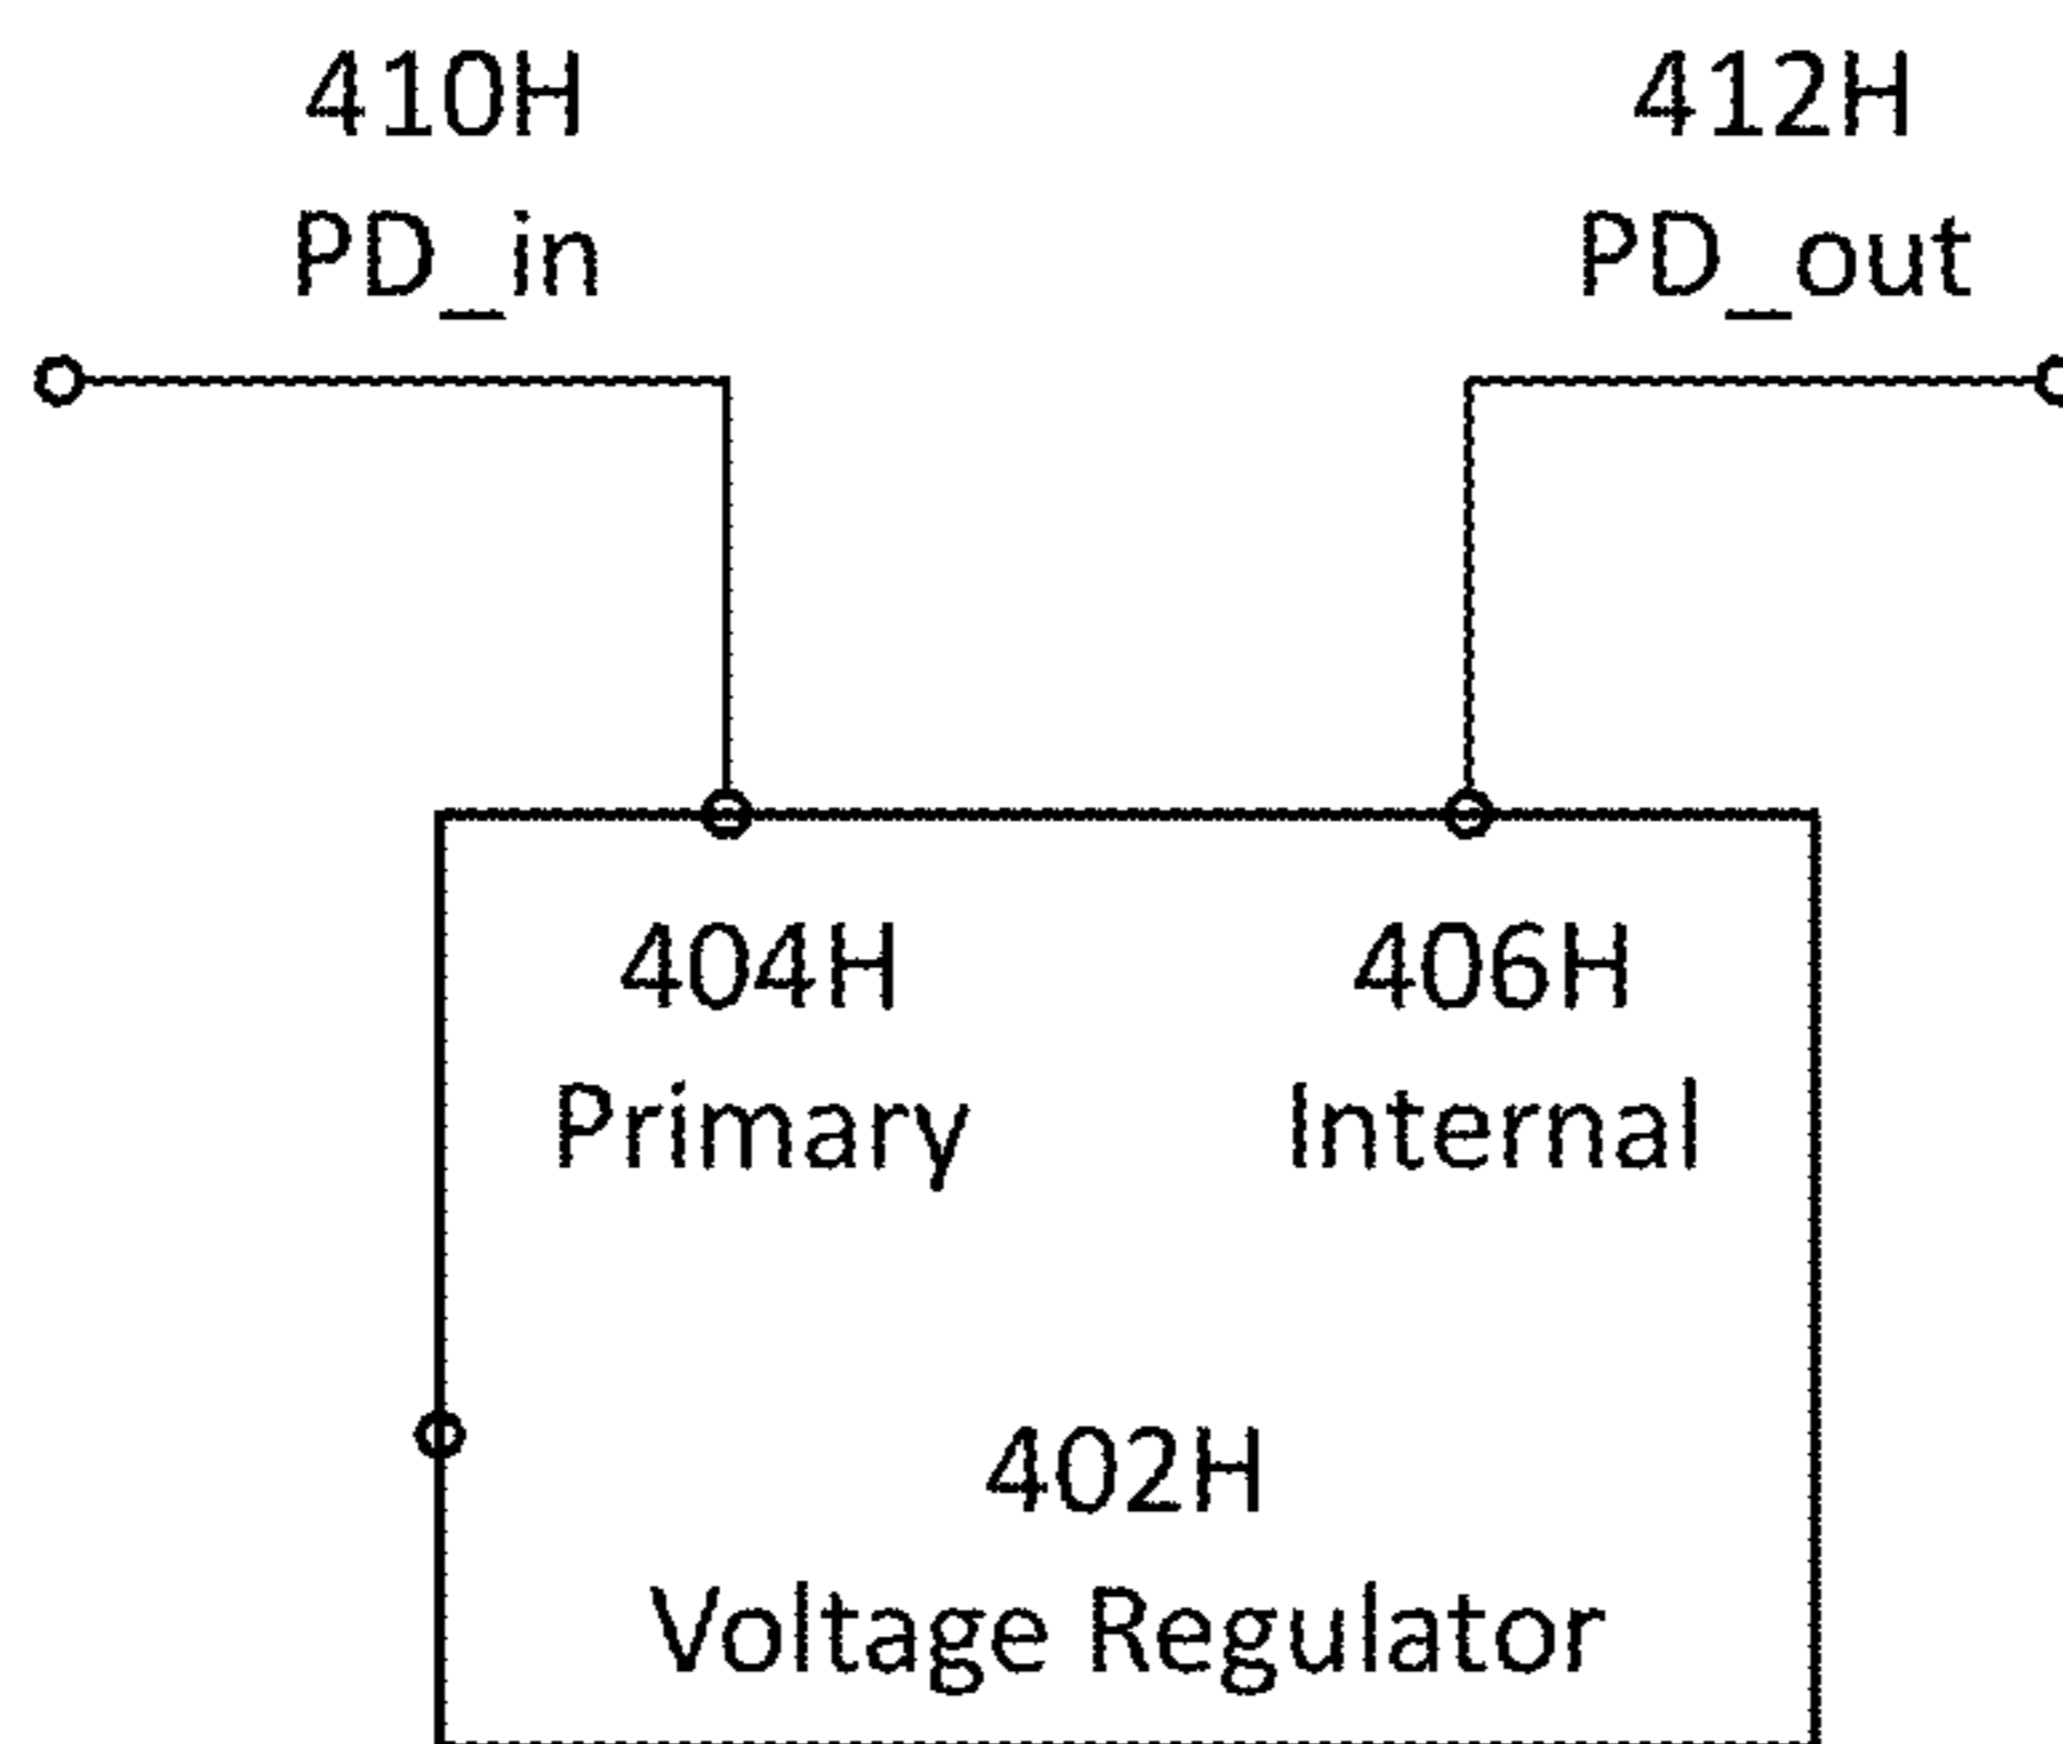 410H
PD_in
412H
PD_out
404H
Primary
406H
Internal
402H
Voltage Regulator